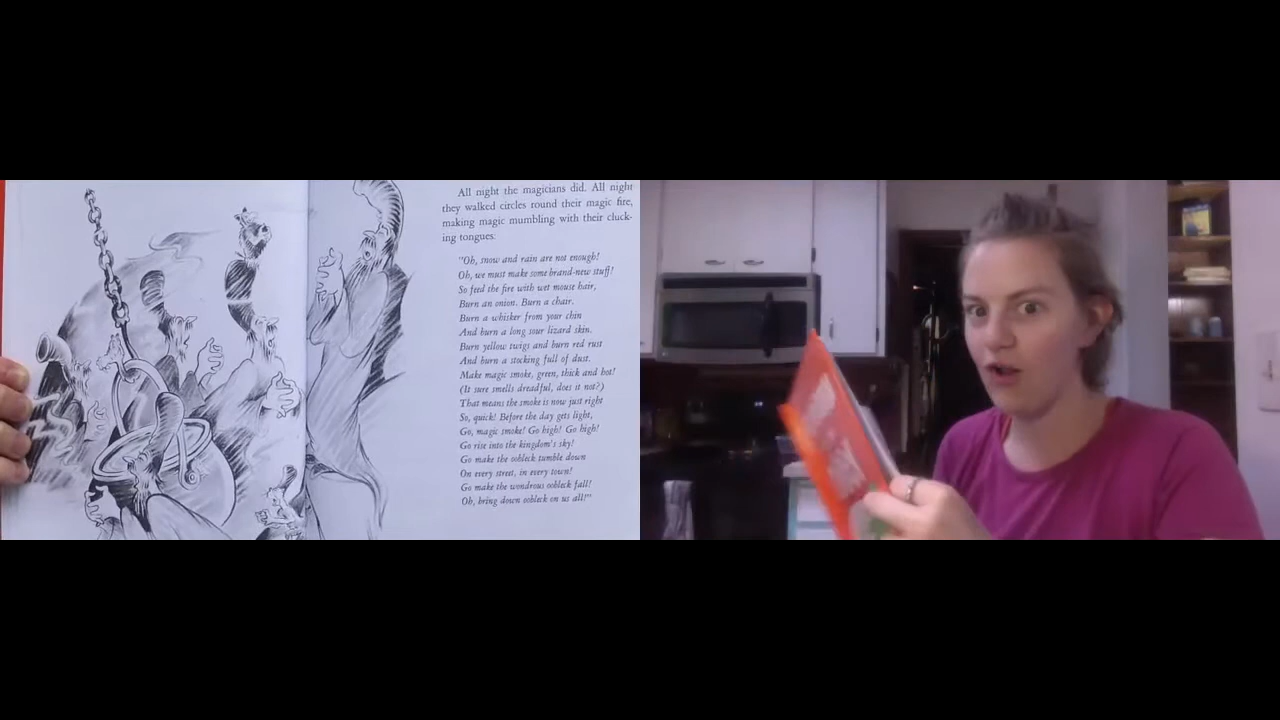 All night the magicians did. All night
they walked circles round their magic fire,
making magic mumbling with their cluck-
ing tongues:
"Oh, snow and rain are not enough!
Oh, we must make some brand-new stuff!
So feed the fire with wet mouse hair,
Burn an onion. Burn a chair.
Burn a whisker from your chin
And burn a long sour lizard skin.
Burn yellow twigs and burn red rust
And burn a stocking full of dust.
Make magic smoke, green, thick and hot!
(It sure smells dreadful, does it not?)
That means the smoke is now just right
So, quick! Before the day gets light,
Go, magic smoke! Go high! Go high!
Go rise into the kingdom's sky!
Go make the oobleck tumble down
On every street, in every town!
Go make the wondrous oobleck fall!
Oh, bring down oobleck on us all!"